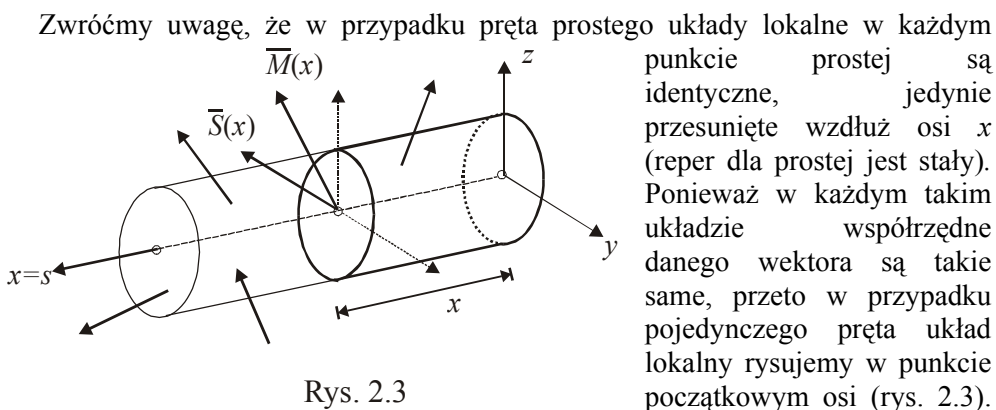 Zwróćmy uwagę, że w przypadku pręta prostego układy lokalne w każdym
punkcie prostej są
identyczne, jedynie
przesunięte wzdłuż osi x
(reper dla prostej jest stały).
Ponieważ w każdym takim
układzie współrzędne
danego wektora są takie
same, przeto w przypadku
pojedynczego pręta układ
lokalny rysujemy w punkcie
początkowym osi (rys. 2.3).
z
M̅(x)
S̅(x)
y
x=s
x
Rys. 2.3